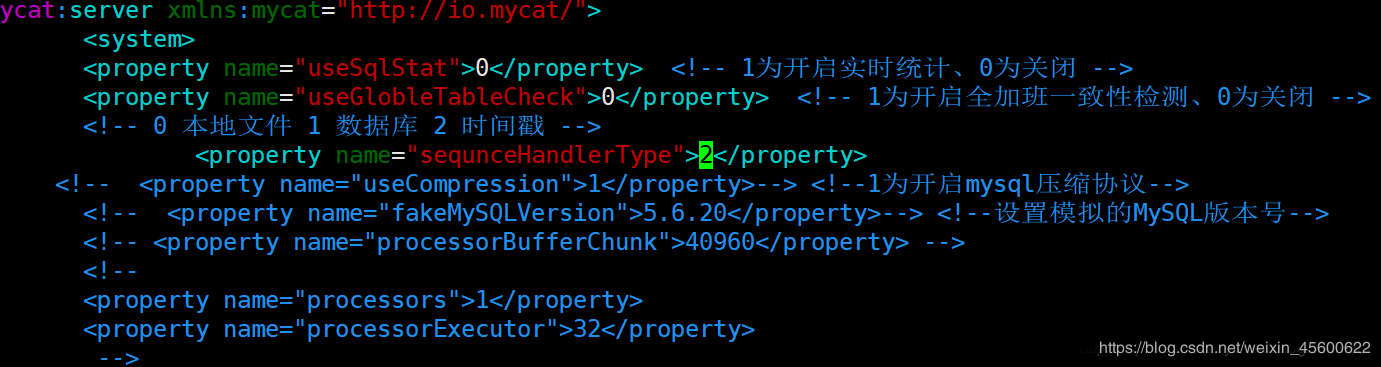 ycat:server xmlns:mycat="http://io.mycat/">
<system>
<property name="useSqlStat">0</property>  <!-- 1为开启实时统计、0为关闭 -->
<property name="useGlobleTableCheck">0</property>  <!-- 1为开启全加班一致性检测、0为关闭 -->
<!-- 0 本地文件 1 数据库 2 时间戳 -->
<property name="sequnceHandlerType">2</property>
<!--  <property name="useCompression">1</property>--> <!--1为开启mysql压缩协议-->
<!--  <property name="fakeMySQLVersion">5.6.20</property>--> <!--设置模拟的MySQL版本号-->
<!-- <property name="processorBufferChunk">40960</property> -->
<!--
<property name="processors">1</property>
<property name="processorExecutor">32</property>
-->
https://blog.csdn.net/weixin_45600622